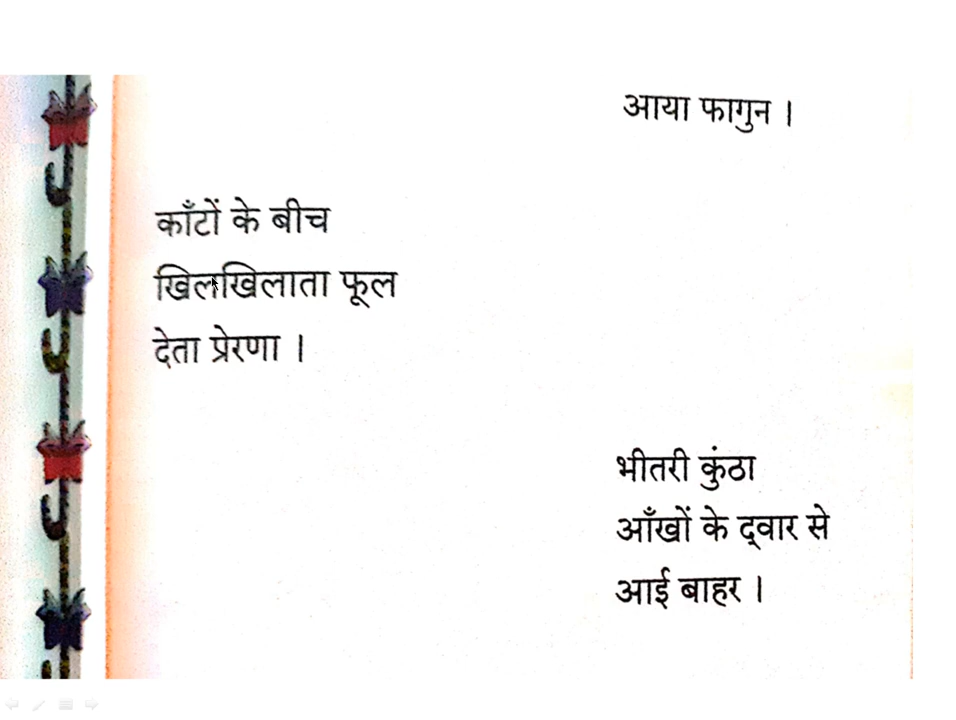 आया फागुन ।
काँटों के बीच
खिलखिलाता फूल
देता प्रेरणा ।
भीतरी कुंठा
आँखों के द्‌वार से
आई बाहर ।